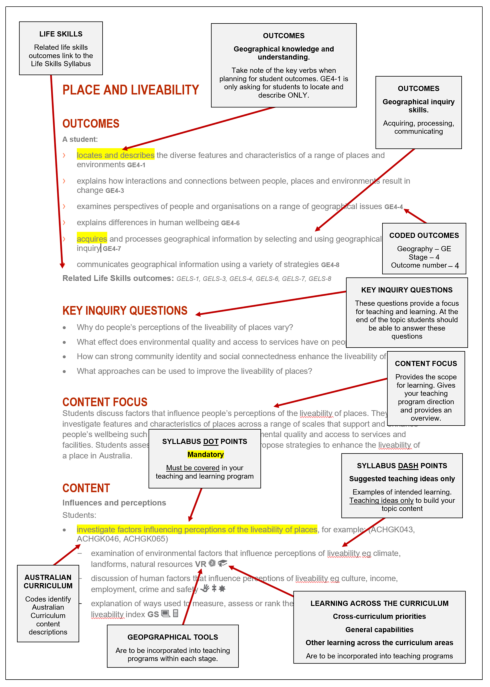 LIFE SKILLS
Related life skills
outcomes link to the
Life Skills Syllabus
OUTCOMES
Geographical knowledge and
understanding.
Take note of the key verbs when
planning for student outcomes. GE4-1 is
only asking for students to locate and
describe ONLY.
OUTCOMES
Geographical inquiry
skills.
Acquiring, processing,
communicating
PLACE AND LIVEABILITY
OUTCOMES
A student:
locates and describes the diverse features and characteristics of a range of places and
environments GE4-1
explains how interactions and connections between people, places and environments result in
change GE4-3
examines perspectives of people and organisations on a range of geographical issues GE4-4
explains differences in human wellbeing GE4-6
acquires and processes geographical information by selecting and using geographical
inquiry GE4-7
communicates geographical information using a variety of strategies GE4-8
Related Life Skills outcomes: GELS-1, GELS-3, GELS-4, GELS-6, GELS-7, GELS-8
CODED OUTCOMES
Geography – GE
Stage – 4
Outcome number – 4
KEY INQUIRY QUESTIONS
These questions provide a focus
for teaching and learning. At the
end of the topic students should
be able to answer these
questions
KEY INQUIRY QUESTIONS
• Why do people's perceptions of the liveability of places vary?
• What effect does environmental quality and access to services have on
• How can strong community identity and social connectedness enhance the liveability of
• What approaches can be used to improve the liveability of places?
CONTENT FOCUS
Provides the scope
for learning. Gives
your teaching
program direction
and provides an
overview.
CONTENT FOCUS
Students discuss factors that influence people's perceptions of the liveability of places. They
investigate features and characteristics of places across a range of scales that support and
people's wellbeing such mental quality and access to services and
facilities. Students opose strategies to enhance the liveability of
a place in Australia.
SYLLABUS DOT POINTS
Mandatory
Must be covered in your
teaching and learning program
SYLLABUS DASH POINTS
Suggested teaching ideas only
Examples of intended learning.
Teaching ideas only to build your
topic content
CONTENT
Influences and perceptions
Students:
• investigate factors influencing perceptions of the liveability of places, for example: (ACHGK043,
ACHGK046, ACHGK065)
examination of environmental factors that influence perceptions of liveability eg climate,
landforms, natural resources VR
discussion of human factors that influence perceptions of liveability eg culture, income,
employment, crime and safety
explanation of ways used to measure, assess or rank the
liveability index GS
AUSTRALIAN
CURRICULUM
Codes identify
Australian
Curriculum
content
descriptions
GEOPGRAPHICAL TOOLS
Are to be incorporated into teaching
programs within each stage.
LEARNING ACROSS THE CURRICULUM
Cross-curriculum priorities
General capabilities
Other learning across the curriculum areas
Are to be incorporated into teaching programs